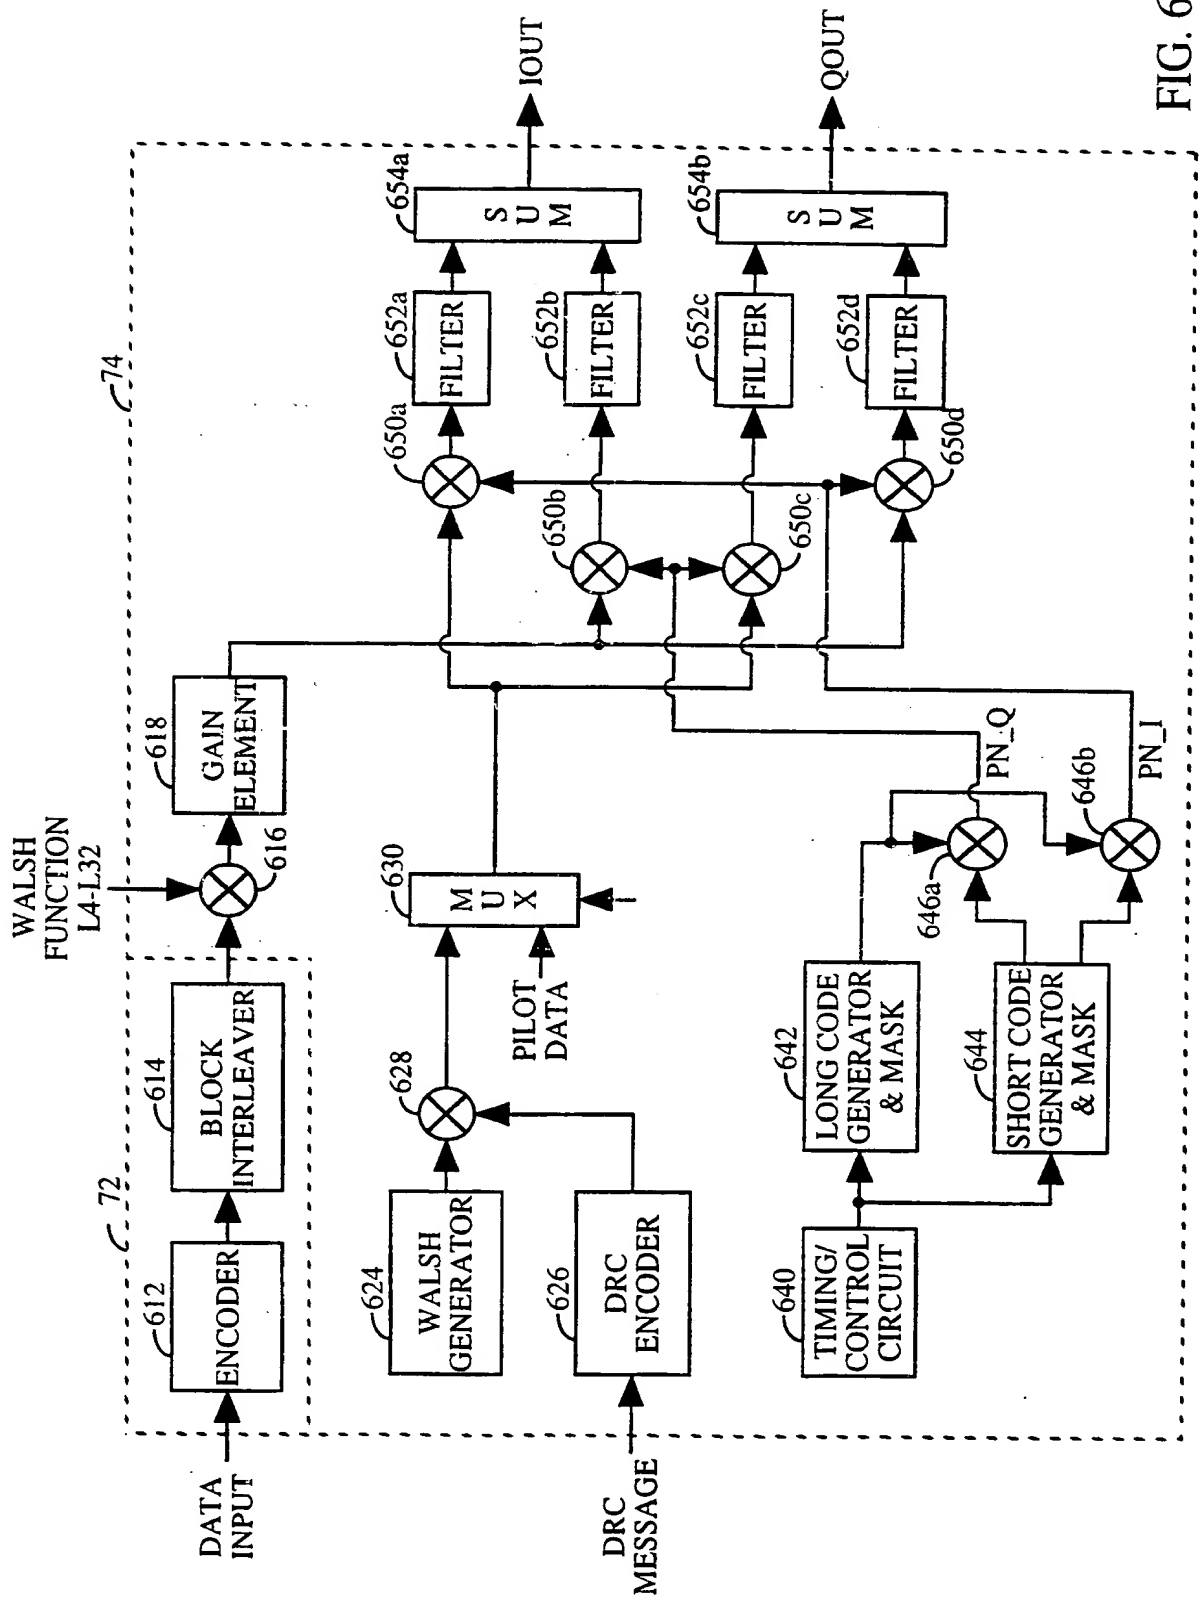 WALSH
FUNCTION
L4-L32
72
74
612
ENCODER
614
BLOCK
INTERLEAVER
616
618
GAIN
ELEMENT
DATA
INPUT
624
WALSH
GENERATOR
628
630
M
U
X
PILOT
DATA
626
DRC
ENCODER
DRC
MESSAGE
640
TIMING/
CONTROL
CIRCUIT
642
LONG CODE
GENERATOR
& MASK
644
SHORT CODE
GENERATOR
& MASK
646a
646b
PN_Q
PN_I
650a
650b
650c
650d
652a
FILTER
652b
FILTER
652c
FILTER
652d
FILTER
654a
S
U
M
654b
S
U
M
IOUT
QOUT
FIG. 6